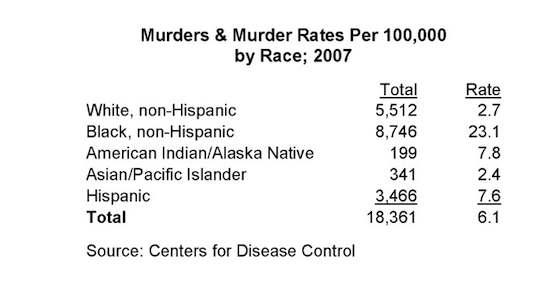 Murders & Murder Rates Per 100,000
by Race; 2007
Total Rate
White, non-Hispanic 5,512 2.7
Black, non-Hispanic 8,746 23.1
American Indian/Alaska Native 199 7.8
Asian/Pacific Islander 341 2.4
Hispanic 3,466 7.6
Total 18,361 6.1
Source: Centers for Disease Control